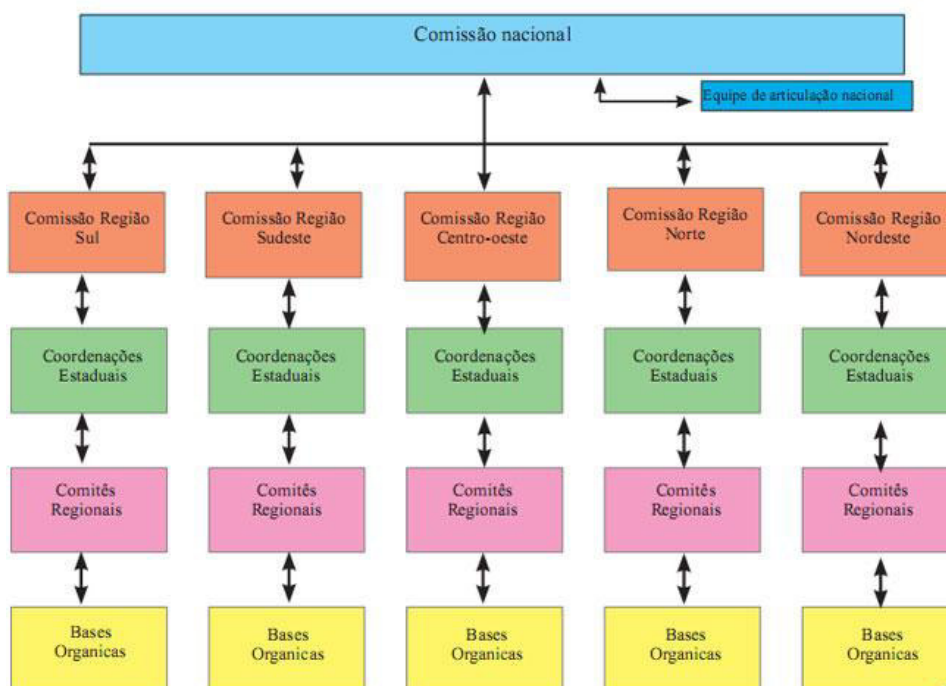 Comissão nacional
Equipe de articulação nacional
Comissão Região
Sul
Comissão Região
Sudeste
Comissão Região
Centro-oeste
Comissão Região
Norte
Comissão Região
Nordeste
Coordenações
Estaduais
Coordenações
Estaduais
Coordenações
Estaduais
Coordenações
Estaduais
Coordenações
Estaduais
Comitês
Regionais
Comitês
Regionais
Comitês
Regionais
Comitês
Regionais
Comitês
Regionais
Bases
Organicas
Bases
Organicas
Bases
Organicas
Bases
Organicas
Bases
Organicas